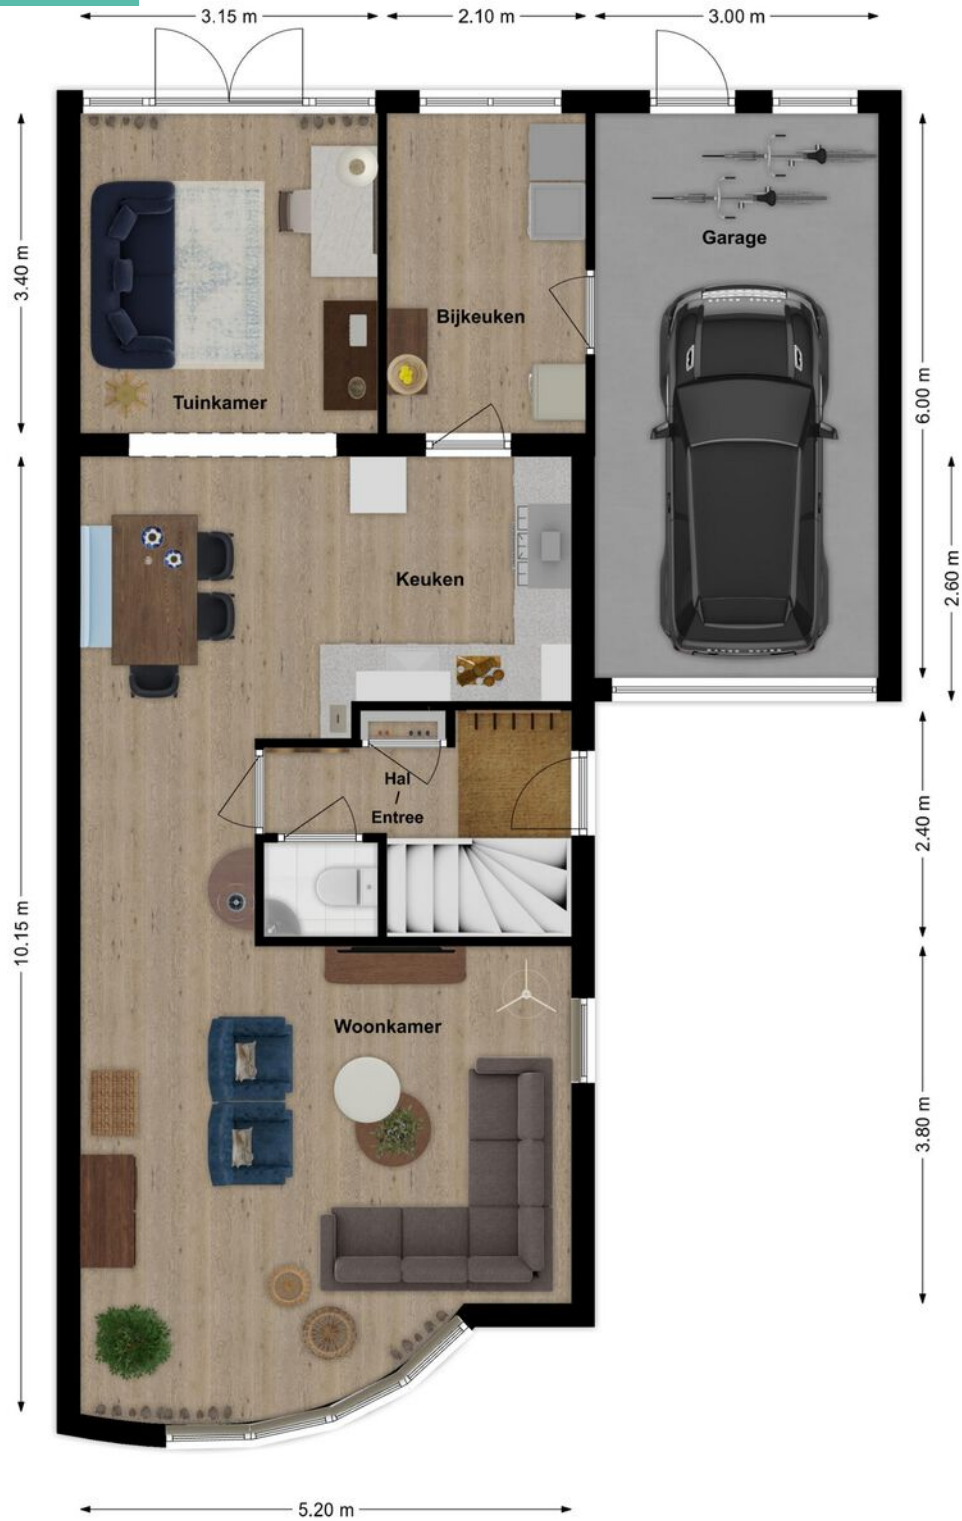 3.15 m
2.10 m
3.00 m
3.40 m
Garage
Bijkeuken
Tuinkamer
6.00 m
2.60 m
Keuken
Hal
/
Entree
2.40 m
10.15 m
Woonkamer
3.80 m
5.20 m